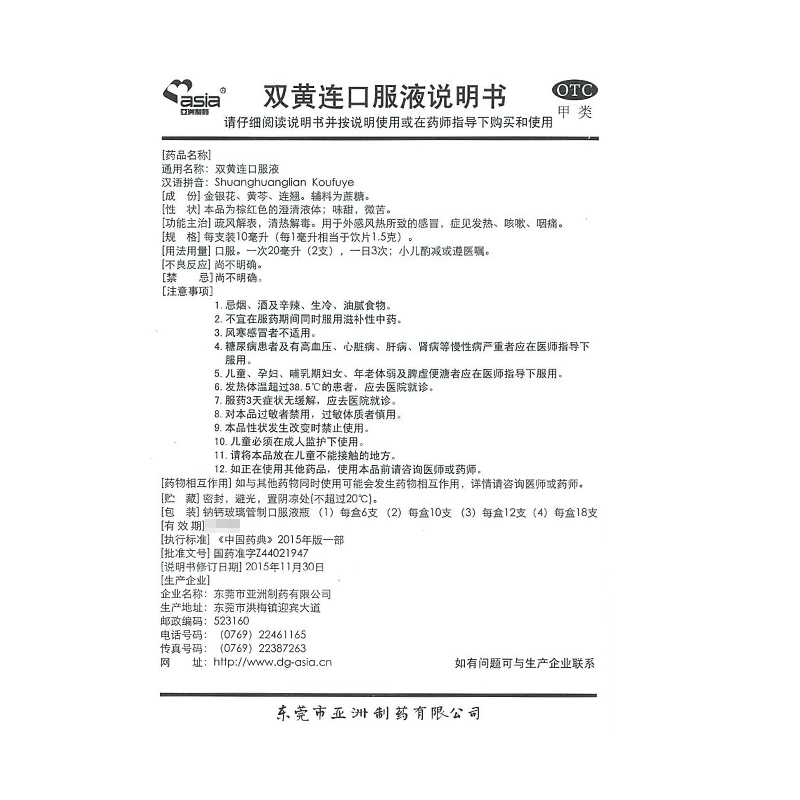 asia®
亚洲制药
双黄连口服液说明书
OTC
甲类
请仔细阅读说明书并按说明使用或在药师指导下购买和使用
[药品名称]
通用名称：双黄连口服液
汉语拼音：Shuanghuanglian Koufuye
[成 份] 金银花、黄芩、连翘。辅料为蔗糖。
[性 状] 本品为棕红色的澄清液体；味甜，微苦。
[功能主治] 疏风解表，清热解毒。用于外感风热所致的感冒，症见发热、咳嗽、咽痛。
[规 格] 每支装10毫升（每1毫升相当于饮片1.5克）。
[用法用量] 口服。一次20毫升（2支），一日3次；小儿酌减或遵医嘱。
[不良反应] 尚不明确。
[禁 忌] 尚不明确。
[注意事项]
1. 忌烟、酒及辛辣、生冷、油腻食物。
2. 不宜在服药期间同时服用滋补性中药。
3. 风寒感冒者不适用。
4. 糖尿病患者及有高血压、心脏病、肝病、肾病等慢性病严重者应在医师指导下
服用。
5. 儿童、孕妇、哺乳期妇女、年老体弱及脾虚便溏者应在医师指导下服用。
6. 发热体温超过38.5℃的患者，应去医院就诊。
7. 服药3天症状无缓解，应去医院就诊。
8. 对本品过敏者禁用，过敏体质者慎用。
9. 本品性状发生改变时禁止使用。
10. 儿童必须在成人监护下使用。
11. 请将本品放在儿童不能接触的地方。
12. 如正在使用其他药品，使用本品前请咨询医师或药师。
[药物相互作用] 如与其他药物同时使用可能会发生药物相互作用，详情请咨询医师或药师。
[贮 藏] 密封，避光，置阴凉处(不超过20℃)。
[包 装] 钠钙玻璃管制口服液瓶 （1）每盒6支 （2）每盒10支 （3）每盒12支（4）每盒18支
[有 效 期]
[执行标准] 《中国药典》2015年版一部
[批准文号] 国药准字Z44021947
[说明书修订日期] 2015年11月30日
[生产企业]
企业名称：东莞市亚洲制药有限公司
生产地址：东莞市洪梅镇迎宾大道
邮政编码：523160
电话号码：（0769）22461165
传真号码：（0769）22387263
网 址：http://www.dg-asia.cn
如有问题可与生产企业联系
东莞市亚洲制药有限公司